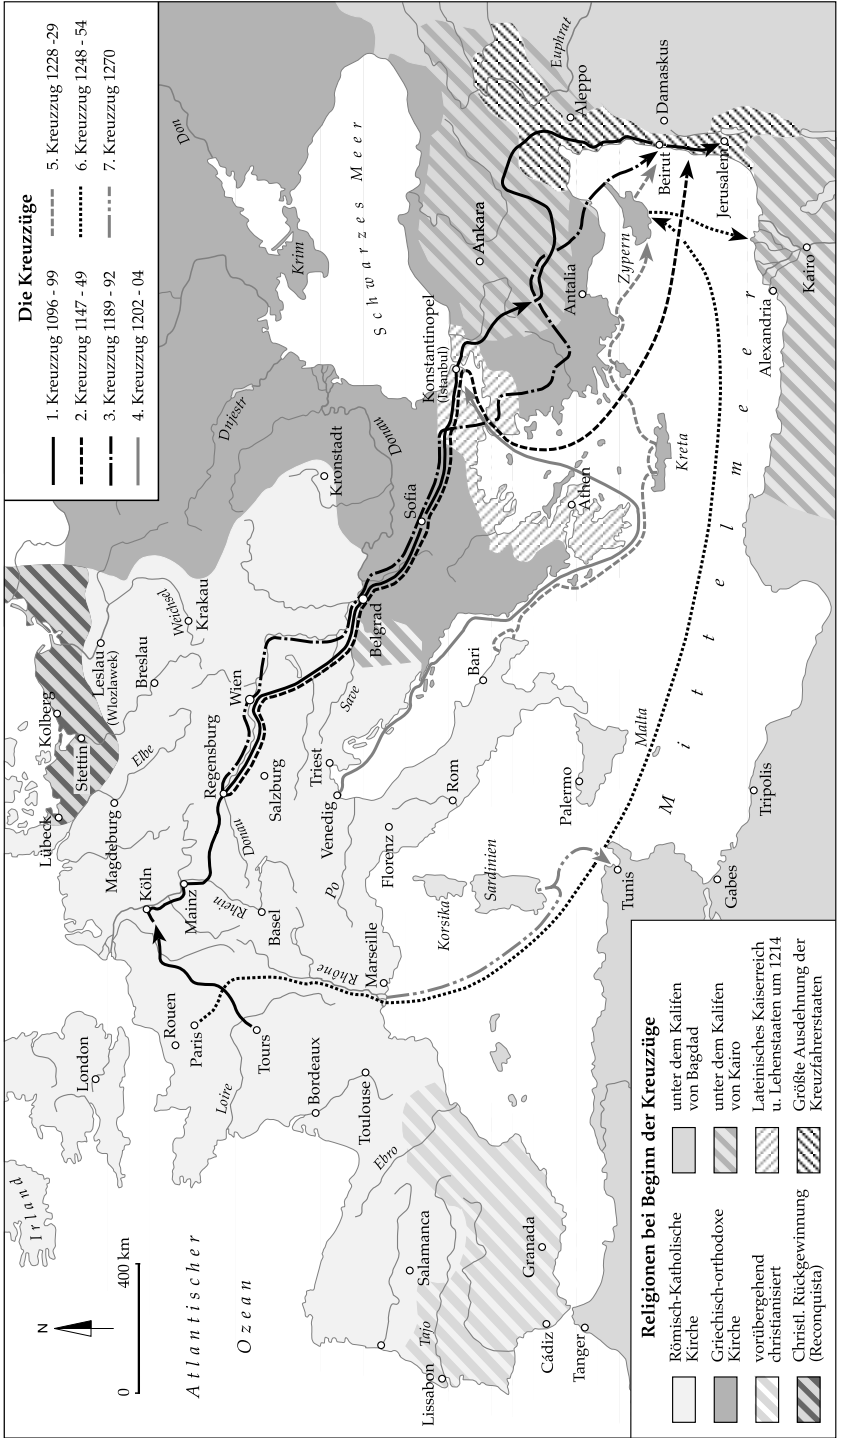 Die Kreuzzüge
1. Kreuzzug 1096 - 99
2. Kreuzzug 1147 - 49
3. Kreuzzug 1189 - 92
4. Kreuzzug 1202 - 04
5. Kreuzzug 1228 -29
6. Kreuzzug 1248 - 54
7. Kreuzzug 1270
N
0
400 km
Irland
London
Atlantischer
Ozean
Rouen
Paris
Tours
Loire
Bordeaux
Toulouse
Ebro
Salamanca
Tajo
Lissabon
Granada
Cádiz
Tanger
Köln
Mainz
Rhein
Basel
Rhône
Marseille
Lübeck
Kolberg
Stettin
Magdeburg
Elbe
Leslau
(Wlozlawek)
Breslau
Weichsel
Krakau
Regensburg
Wien
Donau
Salzburg
Triest
Venedig
Save
Po
Florenz
Korsika
Sardinien
Rom
Bari
Palermo
Malta
Tunis
Gabes
Tripolis
Mittelmeer
Belgrad
Sofia
Kronstadt
Donau
Dnjestr
Don
Krim
Schwarzes Meer
Konstantinopel
(Istanbul)
Athen
Kreta
Ankara
Antalia
Zypern
Euphrat
Aleppo
Damaskus
Beirut
Jerusalem
Alexandria
Kairo
Religionen bei Beginn der Kreuzzüge
Römisch-Katholische
Kirche
Griechisch-orthodoxe
Kirche
vorübergehend
christianisiert
Christl. Rückgewinnung
(Reconquista)
unter dem Kalifen
von Bagdad
unter dem Kalifen
von Kairo
Lateinisches Kaiserreich
u. Lehenstaaten um 1214
Größte Ausdehnung der
Kreuzfahrerstaaten